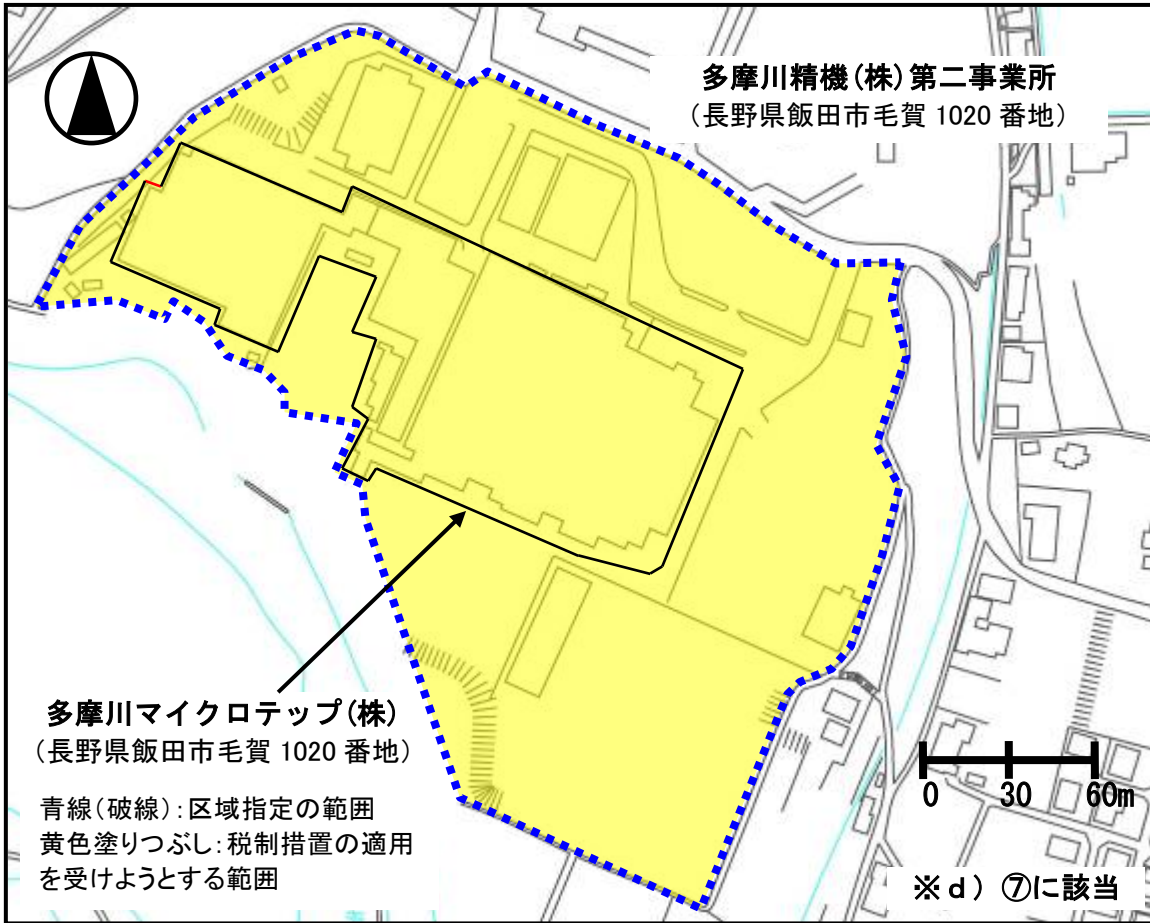 多摩川精機(株)第二事業所
(長野県飯田市毛賀 1020 番地)
多摩川マイクロテップ(株)
(長野県飯田市毛賀 1020 番地)
青線(破線):区域指定の範囲
黄色塗りつぶし:税制措置の適用
を受けようとする範囲
0 30 60m
※d) ⑦に該当